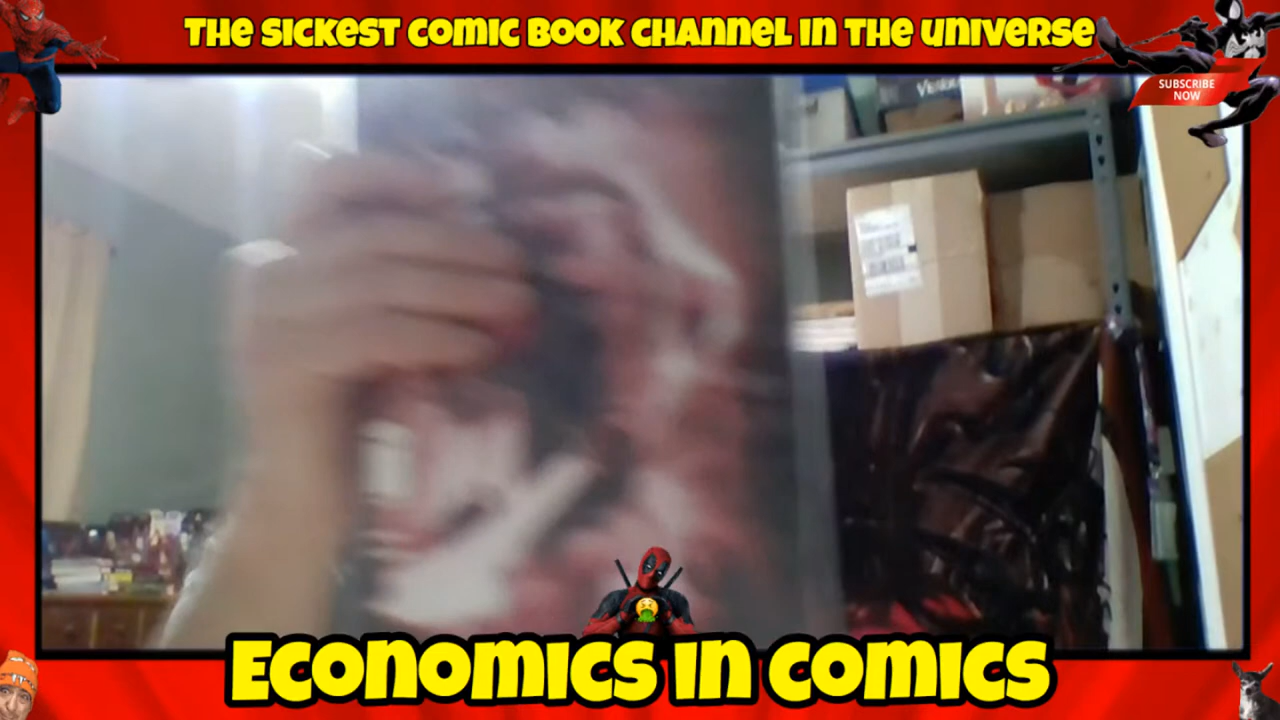 THE SICKEST COMIC BOOK CHANNEL IN THE UNIVERSE
SUBSCRIBE
NOW
ECONOMICS IN COMICS